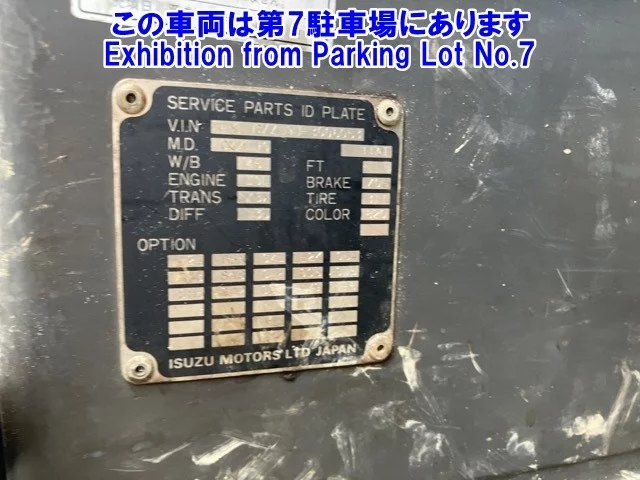 この車両は第7駐車場にあります
Exhibition from Parking Lot No.7
SERVICE PARTS ID PLATE
V.I.N
M.D.
W/B FT
ENGINE BRAKE
TRANS TIRE
DIFF COLOR
OPTION
ISUZU MOTORS LTD JAPAN